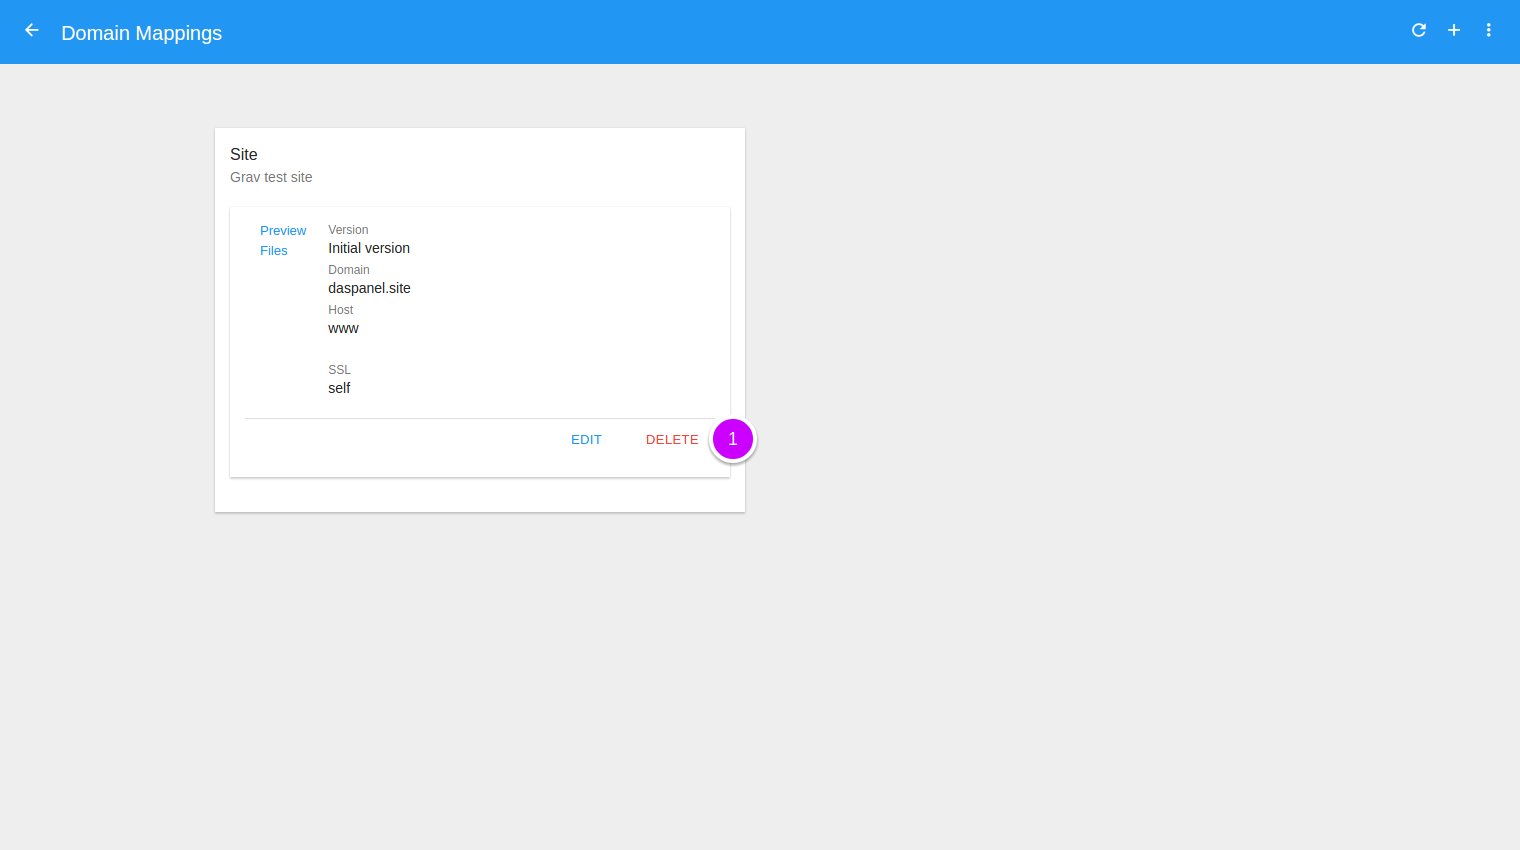 Domain Mappings
Site
Grav test site
Preview
Files
Version
Initial version
Domain
daspanel.site
Host
www
SSL
self
EDIT DELETE 1